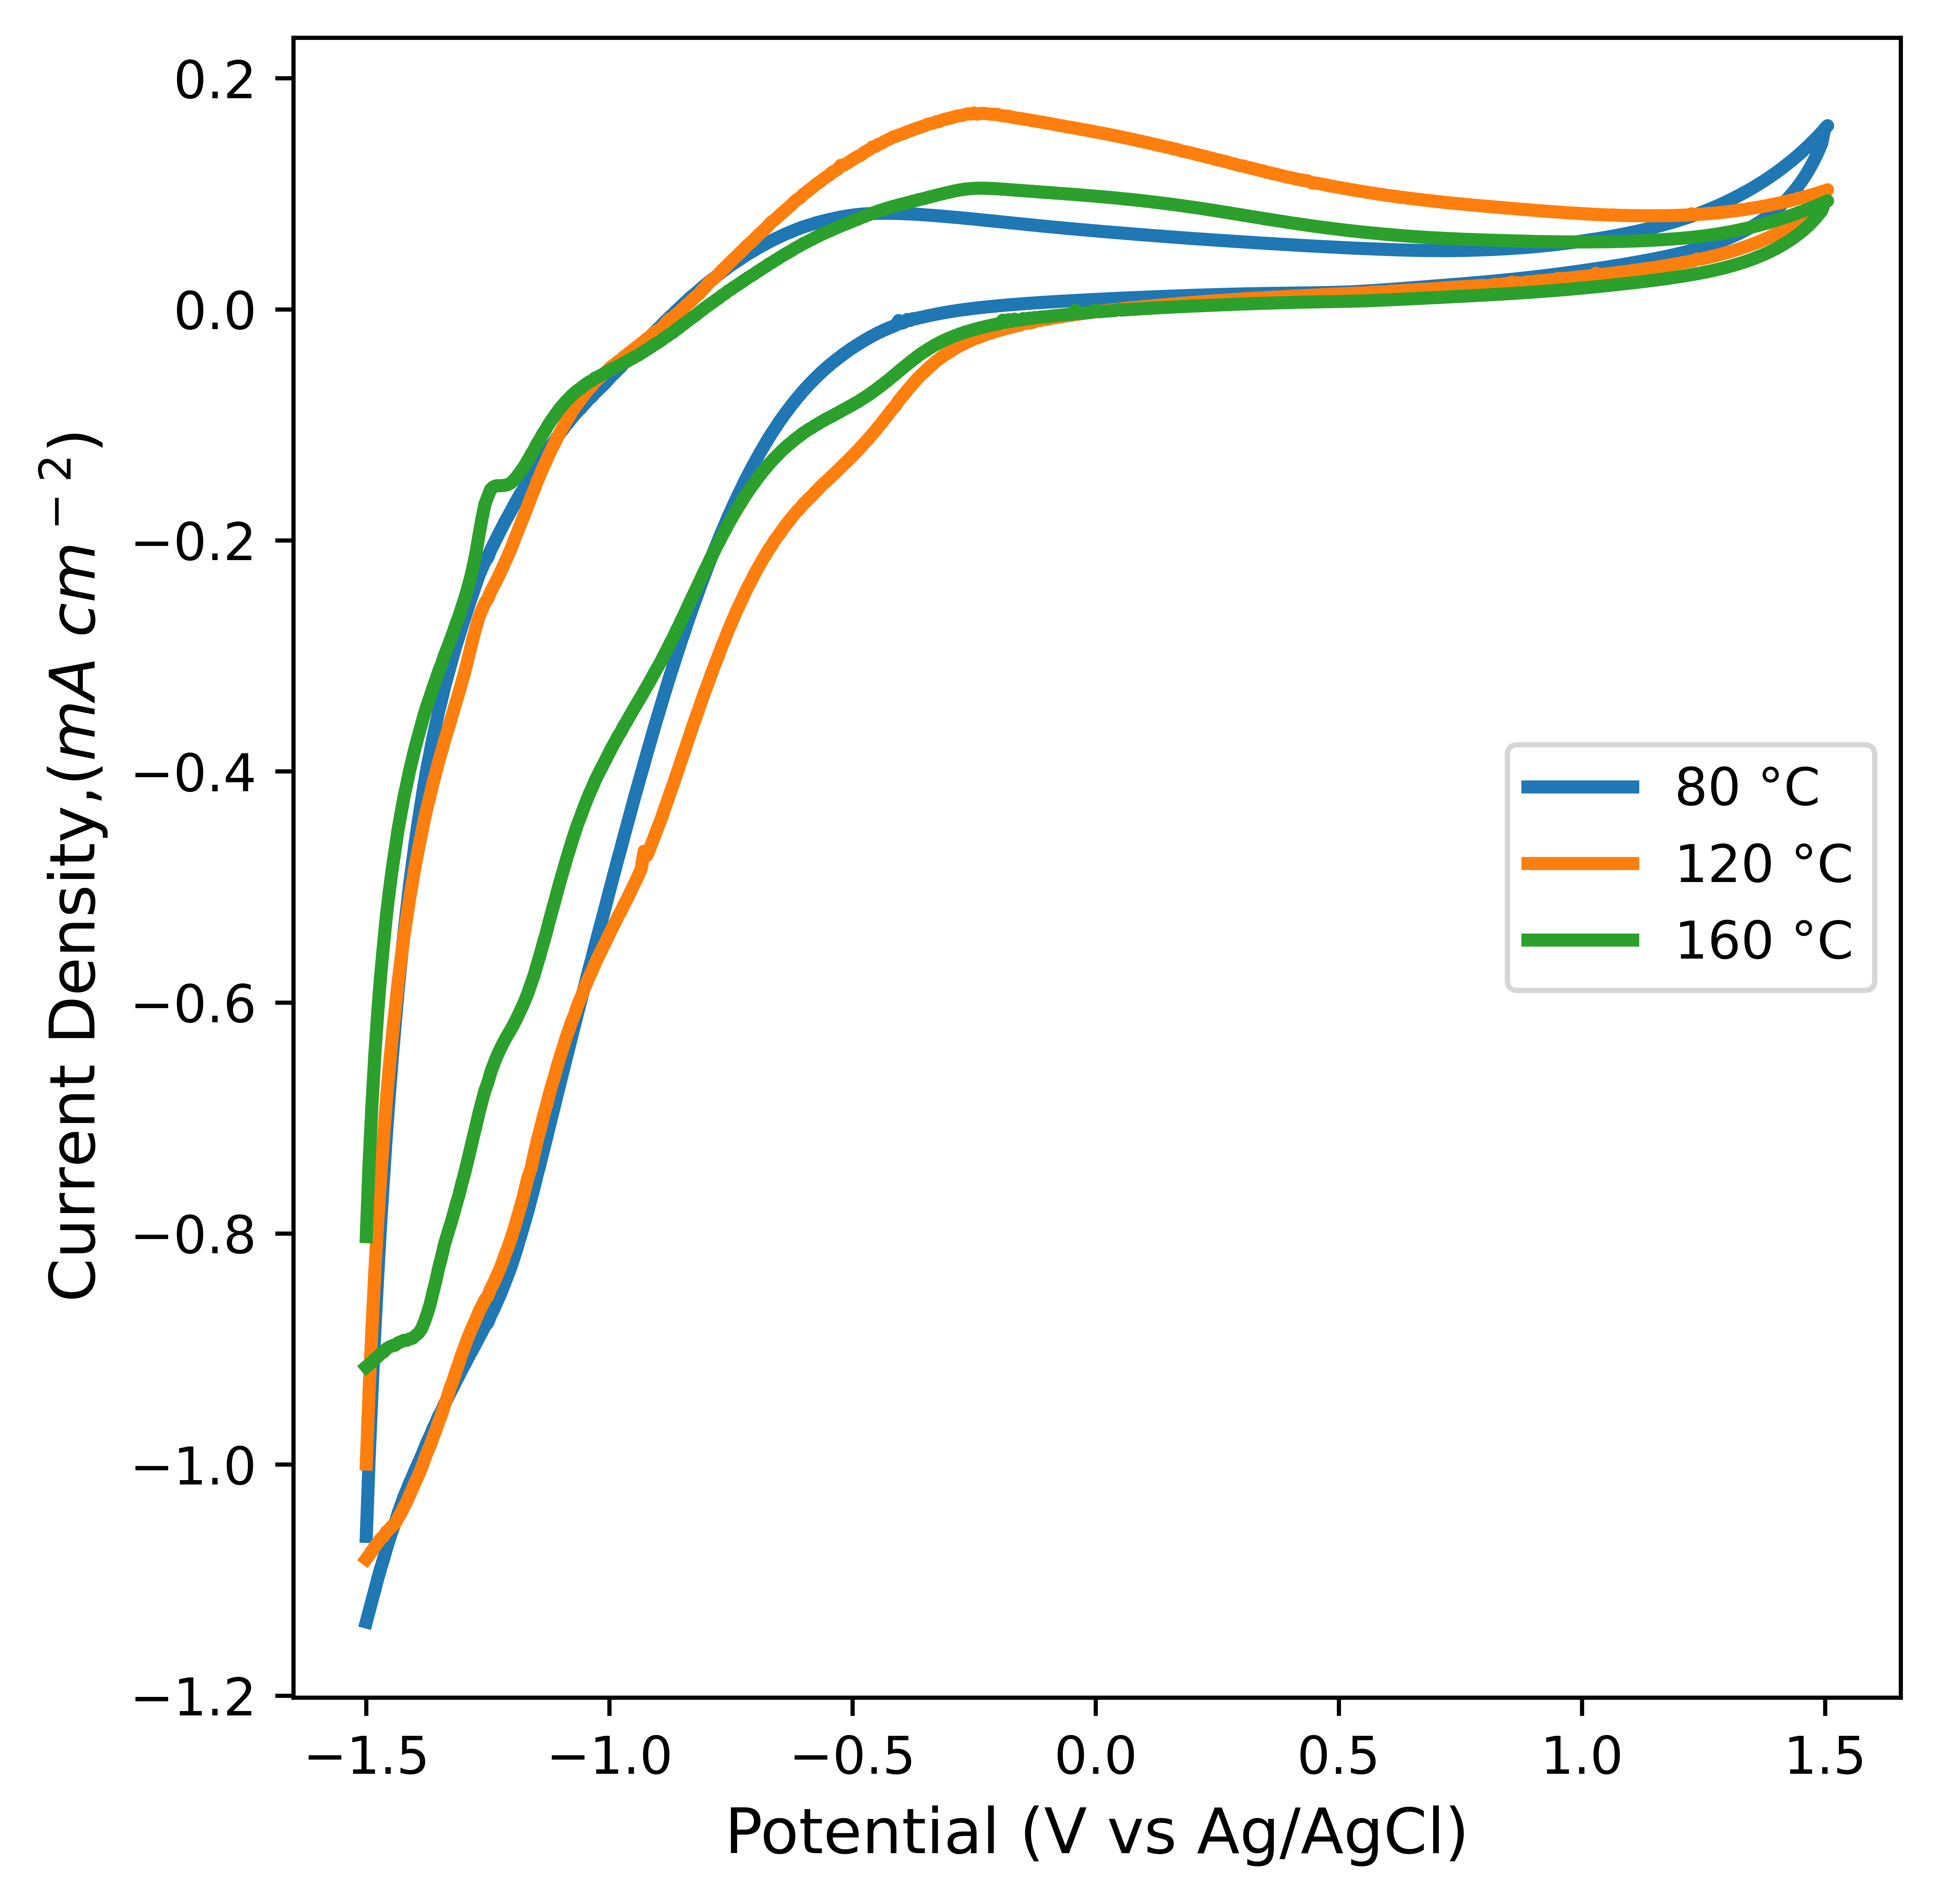 0.2
0.0
−0.2
−0.4
−0.6
−0.8
−1.0
−1.2
Current Density,(mA cm⁻²)
80 °C
120 °C
160 °C
−1.5 −1.0 −0.5 0.0 0.5 1.0 1.5
Potential (V vs Ag/AgCl)